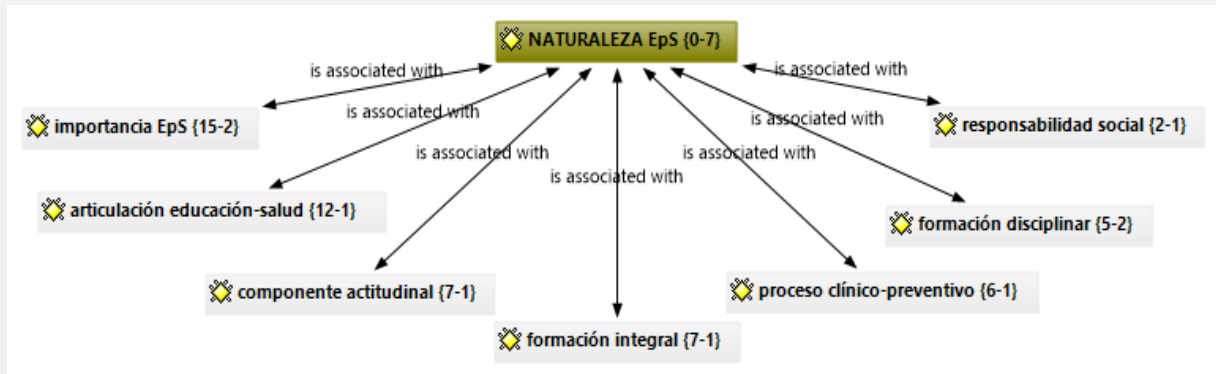 NATURALEZA EpS {0-7}
is associated with
is associated with
is associated with
is associated with
is associated with
is associated with
is associated with
importancia EpS {15-2}
responsabilidad social {2-1}
articulación educación-salud {12-1}
formación disciplinar {5-2}
componente actitudinal {7-1}
proceso clínico-preventivo {6-1}
formación integral {7-1}